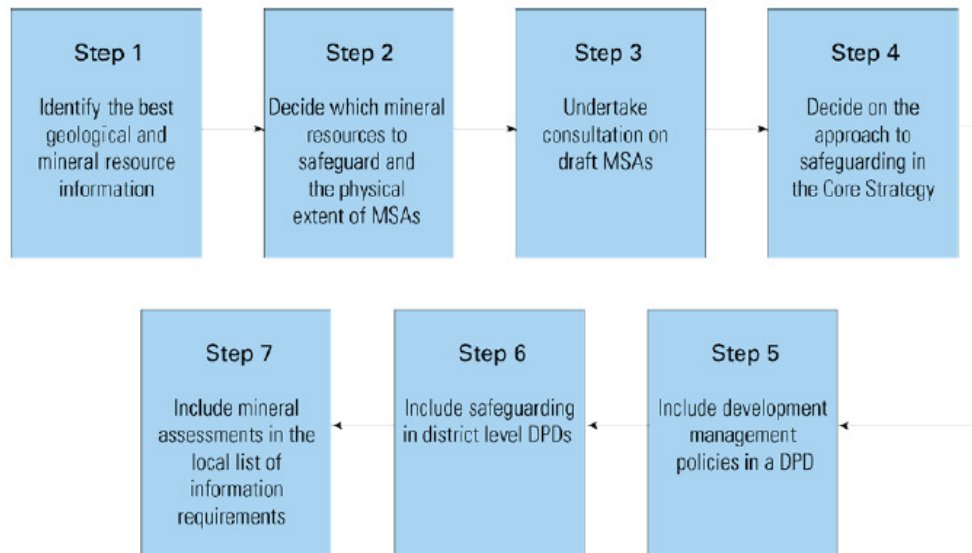 Step 1
Identify the best
geological and
mineral resource
information
Step 2
Decide which mineral
resources to
safeguard and
the physical
extent of MSAs
Step 3
Undertake
consultation on
draft MSAs
Step 4
Decide on the
approach to
safeguarding in
the Core Strategy
Step 5
Include development
management
policies in a DPD
Step 6
Include safeguarding
in district level DPDs
Step 7
Include mineral
assessments in the
local list of
information
requirements